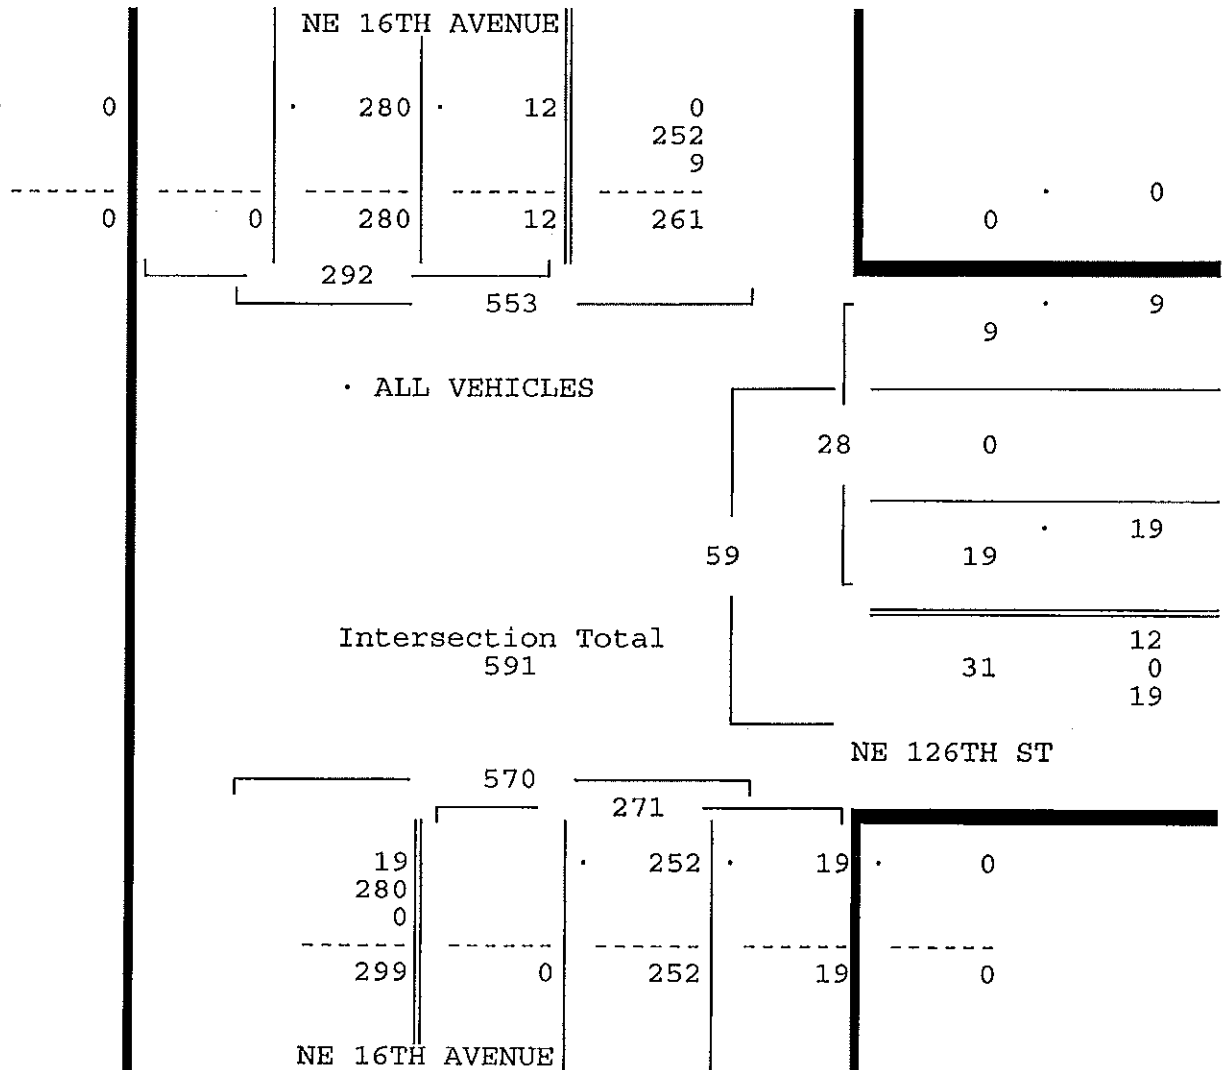 NE 16TH AVENUE
0 · 280 · 12 0
252
9
------ ------ ------ ------ ------
· 0
0 0 280 12 261 0
292
553 · 9
9
· ALL VEHICLES
28 0
· 19
59 19
Intersection Total 12
591 31 0
19
NE 126TH ST
570
271
19 · 252 · 19 · 0
280
0
------ ------ ------ ------ ------
299 0 252 19 0
NE 16TH AVENUE